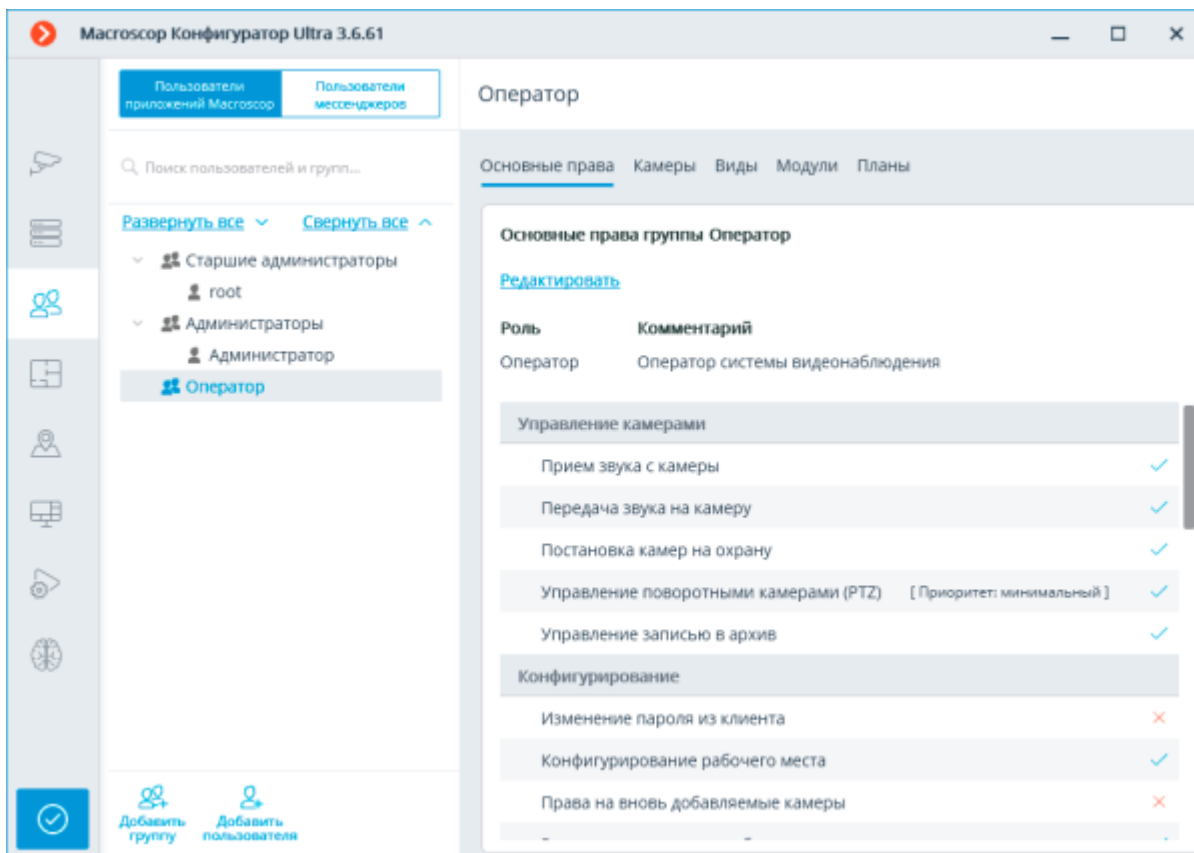 Macroscop Конфигуратор Ultra 3.6.61
Пользователи приложений Macroscop
Пользователи мессенджеров
Поиск пользователей и групп...
Развернуть все
Свернуть все
Старшие администраторы
root
Администраторы
Администратор
Оператор
Добавить группу
Добавить пользователя
Оператор
Основные права Камеры Виды Модули Планы
Основные права группы Оператор
Редактировать
Роль Комментарий
Оператор Оператор системы видеонаблюдения
Управление камерами
Прием звука с камеры
Передача звука на камеру
Постановка камер на охрану
Управление поворотными камерами (PTZ) [ Приоритет: минимальный ]
Управление записью в архив
Конфигурирование
Изменение пароля из клиента
Конфигурирование рабочего места
Права на вновь добавляемые камеры